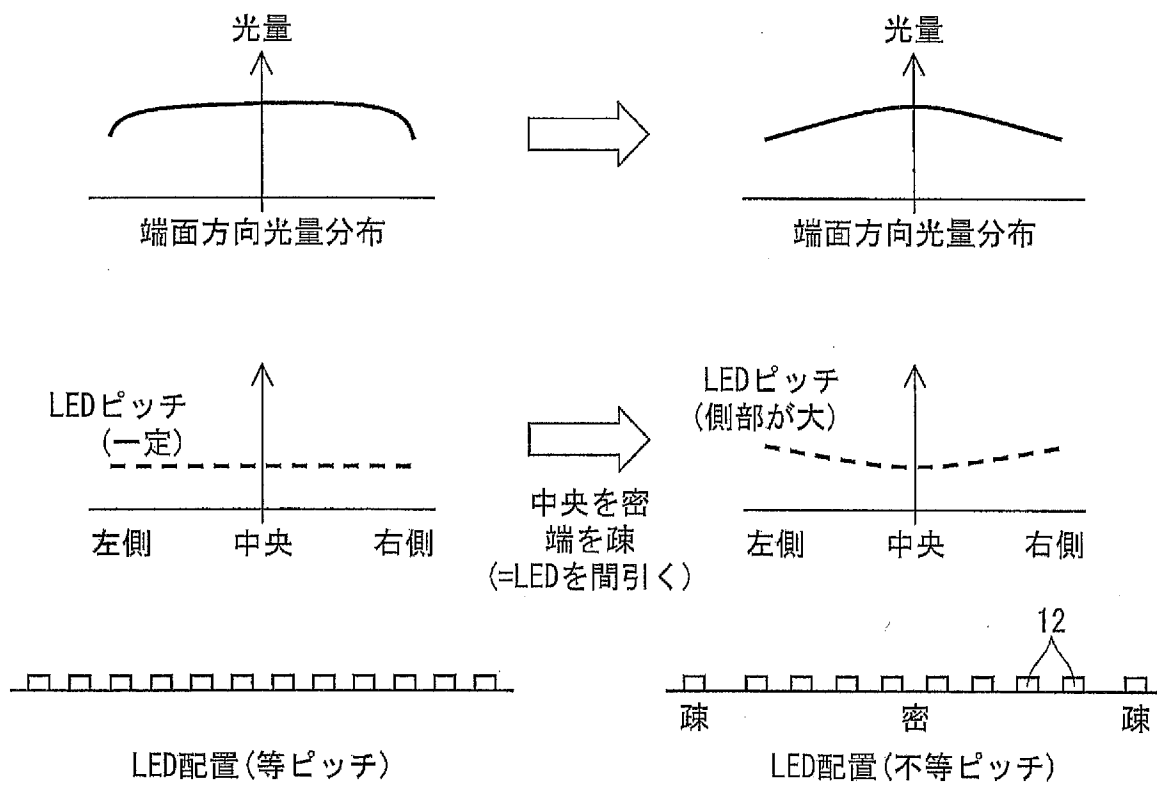 光量
光量
端面方向光量分布
端面方向光量分布
LEDピッチ
(一定)
LEDピッチ
(側部が大)
左側
中央
右側
中央を密
端を疎
(=LEDを間引く)
左側
中央
右側
12
疎
密
疎
LED配置(等ピッチ)
LED配置(不等ピッチ)